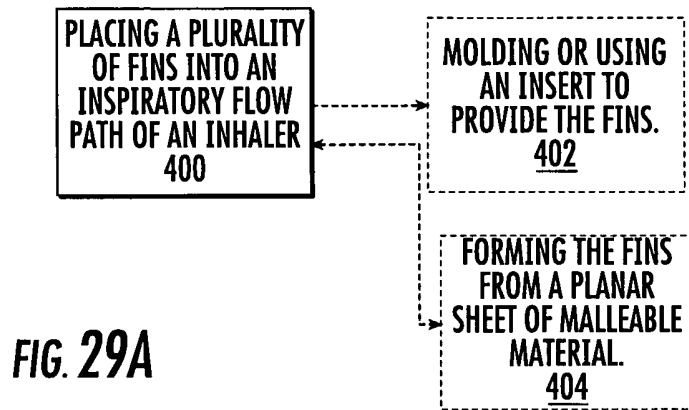 PLACING A PLURALITY
OF FINS INTO AN
INSPIRATORY FLOW
PATH OF AN INHALER
400
MOLDING OR USING
AN INSERT TO
PROVIDE THE FINS.
402
FORMING THE FINS
FROM A PLANAR
SHEET OF MALLEABLE
MATERIAL.
404
FIG. 29A